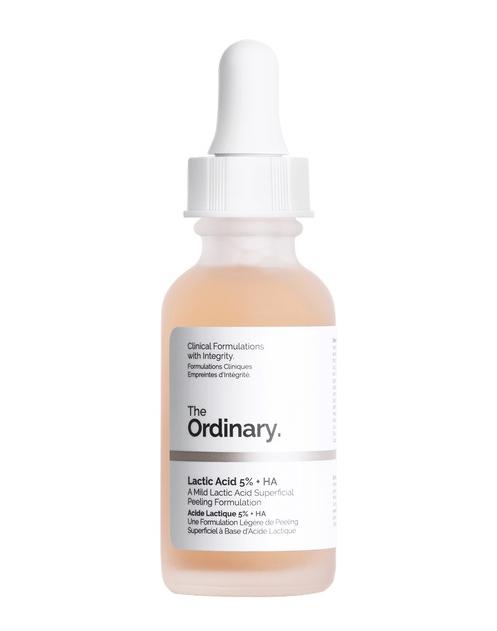 Clinical Formulations
with Integrity.
Formulations Cliniques
Empreintes d'Intégrité.
The
Ordinary.
Lactic Acid 5% + HA
A Mild Lactic Acid Superficial
Peeling Formulation
Acide Lactique 5% + HA
Une Formulation Légère de Peeling
Superficiel à Base d'Acide Lactique